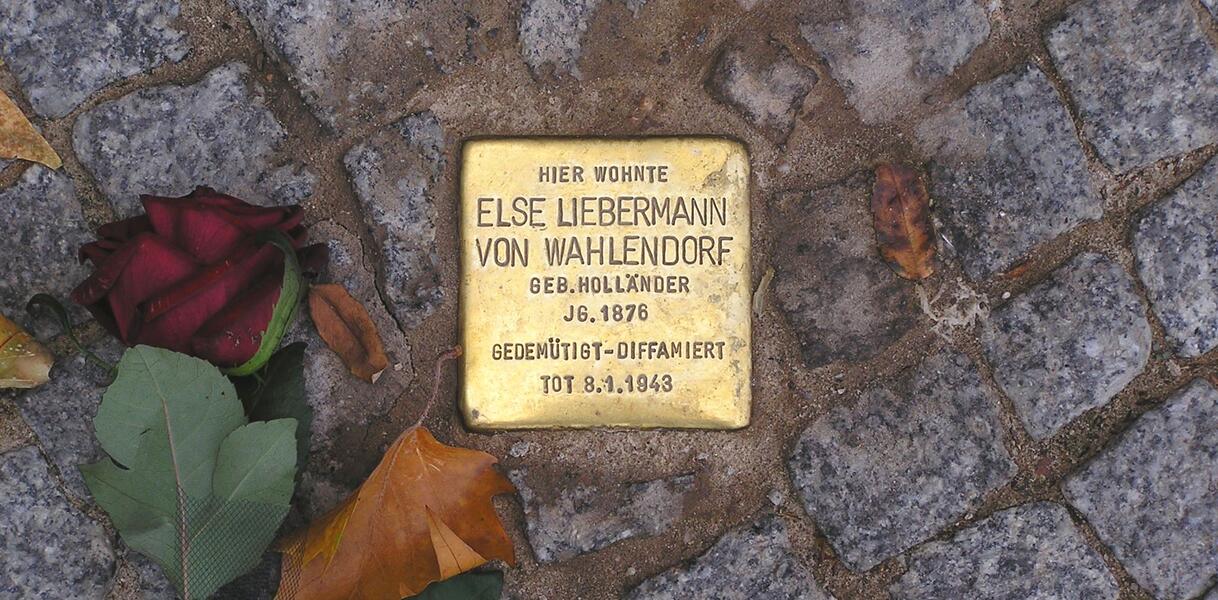 HIER WOHNTE
ELSE LIEBERMANN
VON WAHLENDORF
GEB.HOLLÄNDER
JG.1876
GEDEMÜTIGT-DIFFAMIERT
TOT 8.1.1943